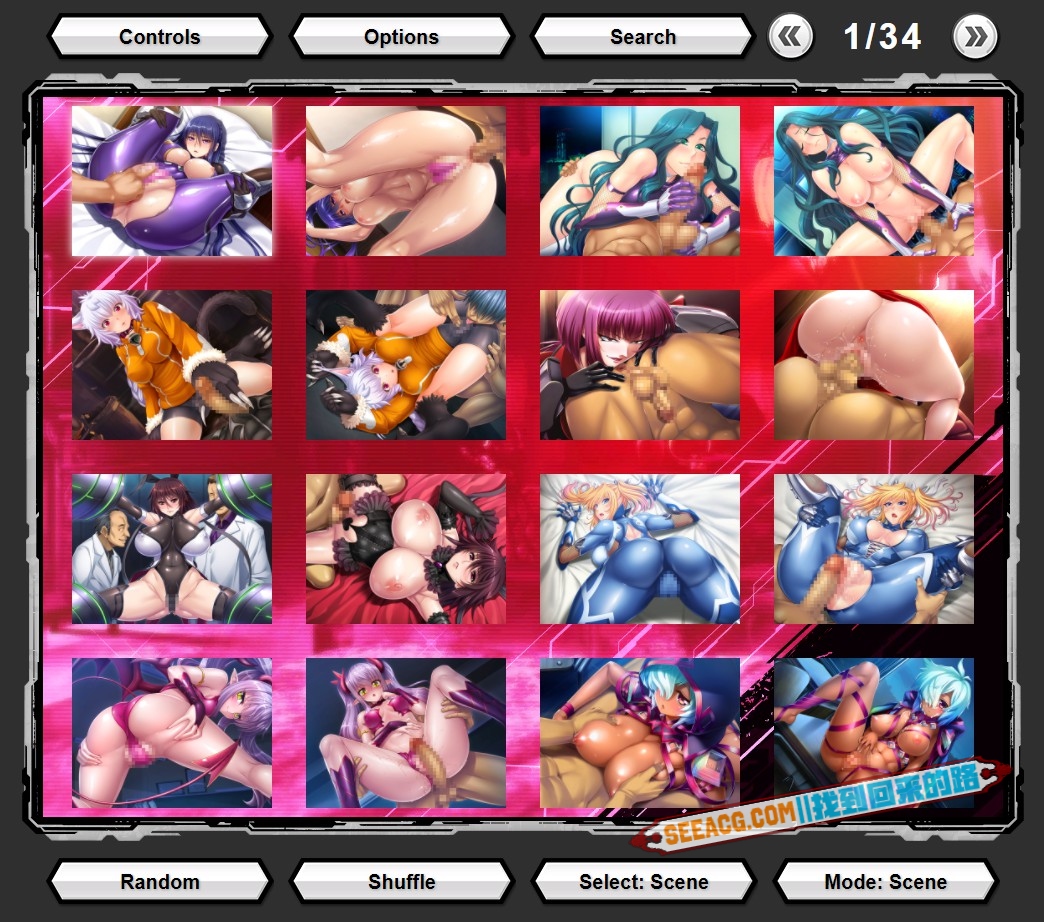 Controls
Options
Search
1/34
SEEACG.COM||找到回来的路
Random
Shuffle
Select: Scene
Mode: Scene